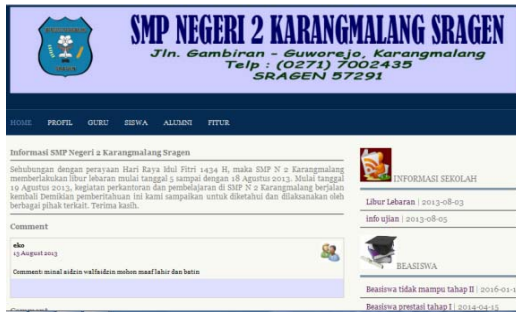 SMP NEGERI 2 KARANGMALANG SRAGEN
Jln. Gambiran - Guworejo, Karangmalang
Telp : (0271) 7002435
SRAGEN 57291
HOME PROFIL GURU SISWA ALUMNI FITUR
Informasi SMP Negeri 2 Karangmalang Sragen
Sehubungan dengan perayaan Hari Raya Idul Fitri 1434 H, maka SMP N 2 Karangmalang
memberlakukan libur lebaran mulai tanggal 5 sampai dengan 18 Agustus 2013. Mulai tanggal
19 Agustus 2013, kegiatan perkantoran dan pembelajaran di SMP N 2 Karangmalang berjalan
kembali Demikian pemberitahuan ini kami sampaikan untuk diketahui dan dilaksanakan oleh
berbagai pihak terkait. Terima kasih.
Comment
eko
13 August 2013
Comment: minal aidzin walfaidzin mohon maaf lahir dan batin
Comment
INFORMASI SEKOLAH
Libur Lebaran | 2013-08-03
info ujian | 2013-08-05
BEASISWA
Beasiswa tidak mampu tahap II | 2016-01-1
Beasiswa prestasi tahap I | 2014-04-15